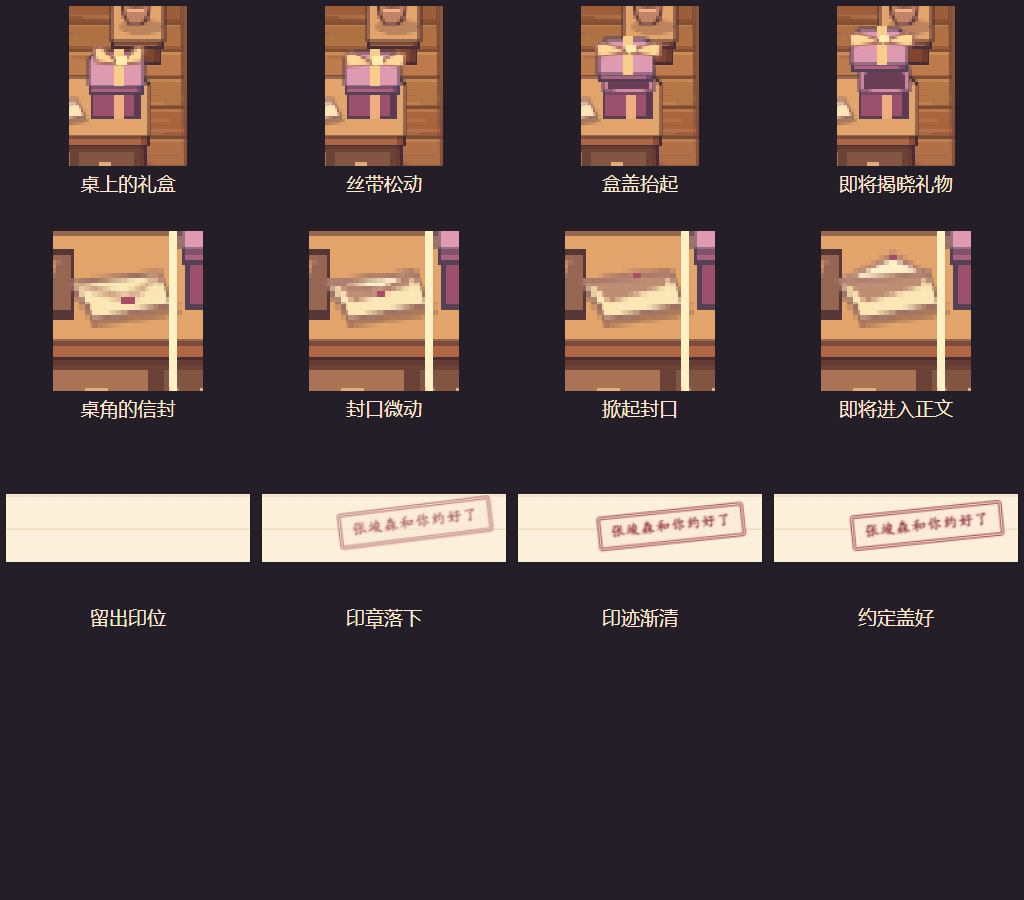 桌上的礼盒
丝带松动
盒盖抬起
即将揭晓礼物
桌角的信封
封口微动
掀起封口
即将进入正文
张竣森和你约好了
张竣森和你约好了
张竣森和你约好了
留出印位
印章落下
印迹渐清
约定盖好